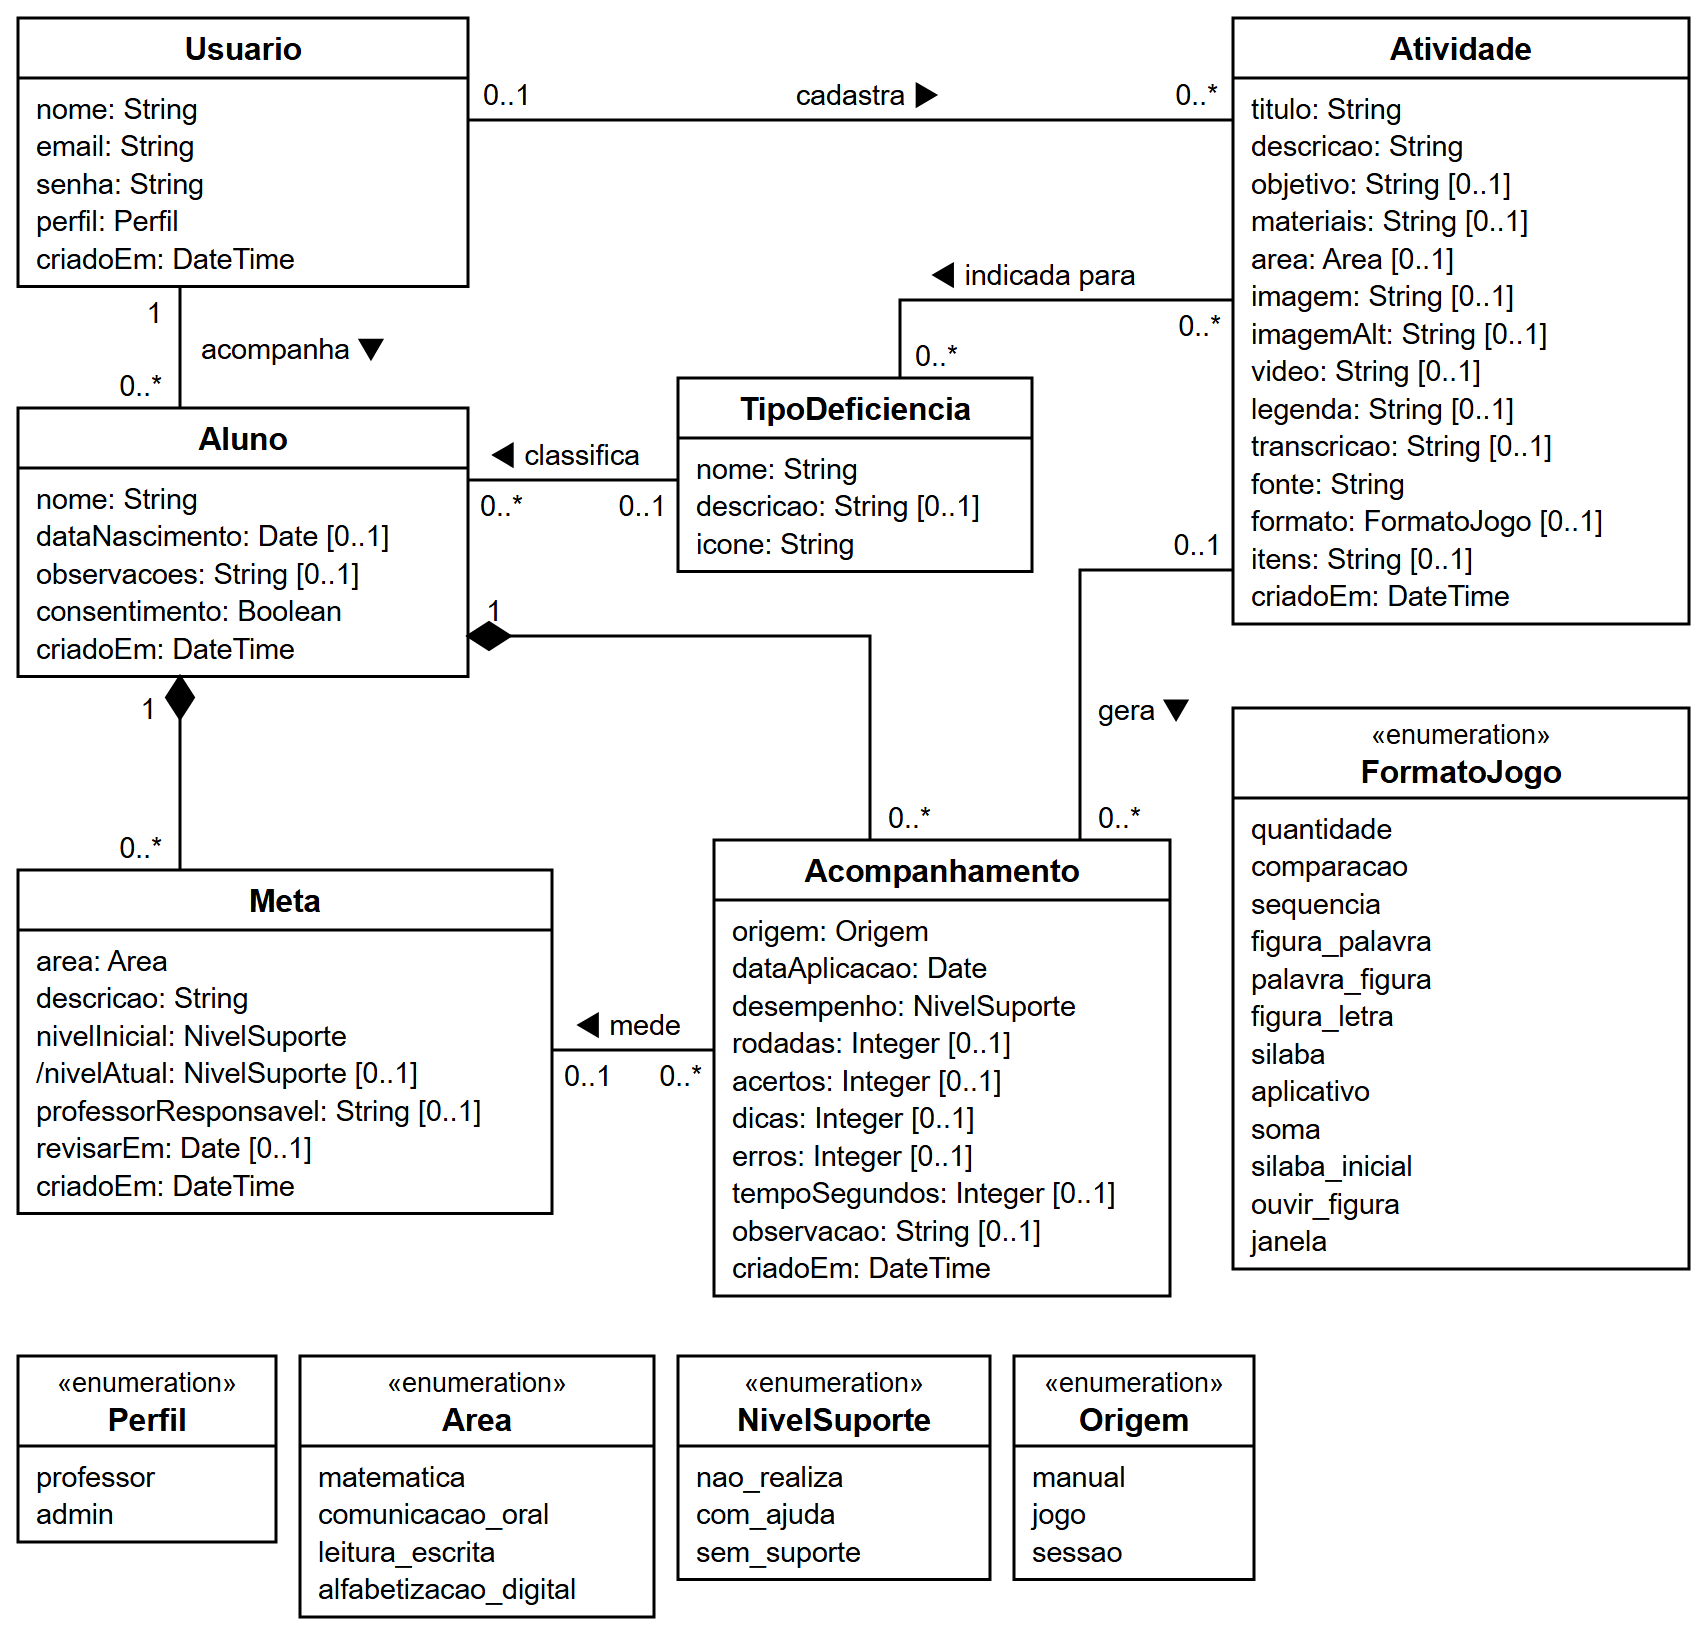 Usuario
nome: String
email: String
senha: String
perfil: Perfil
criadoEm: DateTime
0..1
cadastra ▶
0..*
Atividade
titulo: String
descricao: String
objetivo: String [0..1]
materiais: String [0..1]
area: Area [0..1]
imagem: String [0..1]
imagemAlt: String [0..1]
video: String [0..1]
legenda: String [0..1]
transcricao: String [0..1]
fonte: String
formato: FormatoJogo [0..1]
itens: String [0..1]
criadoEm: DateTime
◀ indicada para
0..*
0..*
1
acompanha ▼
0..*
TipoDeficiencia
nome: String
descricao: String [0..1]
icone: String
◀ classifica
0..*
0..1
Aluno
nome: String
dataNascimento: Date [0..1]
observacoes: String [0..1]
consentimento: Boolean
criadoEm: DateTime
1
0..*
1
0..*
0..1
gera ▼
0..*
Meta
area: Area
descricao: String
nivelInicial: NivelSuporte
/nivelAtual: NivelSuporte [0..1]
professorResponsavel: String [0..1]
revisarEm: Date [0..1]
criadoEm: DateTime
◀ mede
0..1
0..*
Acompanhamento
origem: Origem
dataAplicacao: Date
desempenho: NivelSuporte
rodadas: Integer [0..1]
acertos: Integer [0..1]
dicas: Integer [0..1]
erros: Integer [0..1]
tempoSegundos: Integer [0..1]
observacao: String [0..1]
criadoEm: DateTime
«enumeration»
FormatoJogo
quantidade
comparacao
sequencia
figura_palavra
palavra_figura
figura_letra
silaba
aplicativo
soma
silaba_inicial
ouvir_figura
janela
«enumeration»
Perfil
professor
admin
«enumeration»
Area
matematica
comunicacao_oral
leitura_escrita
alfabetizacao_digital
«enumeration»
NivelSuporte
nao_realiza
com_ajuda
sem_suporte
«enumeration»
Origem
manual
jogo
sessao